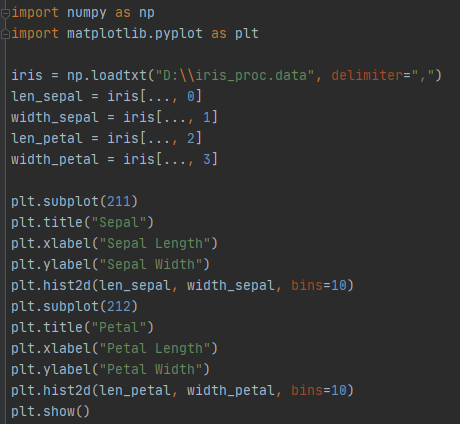 import numpy as np
import matplotlib.pyplot as plt
iris = np.loadtxt("D:\\iris_proc.data", delimiter=",")
len_sepal = iris[..., 0]
width_sepal = iris[..., 1]
len_petal = iris[..., 2]
width_petal = iris[..., 3]
plt.subplot(211)
plt.title("Sepal")
plt.xlabel("Sepal Length")
plt.ylabel("Sepal Width")
plt.hist2d(len_sepal, width_sepal, bins=10)
plt.subplot(212)
plt.title("Petal")
plt.xlabel("Petal Length")
plt.ylabel("Petal Width")
plt.hist2d(len_petal, width_petal, bins=10)
plt.show()